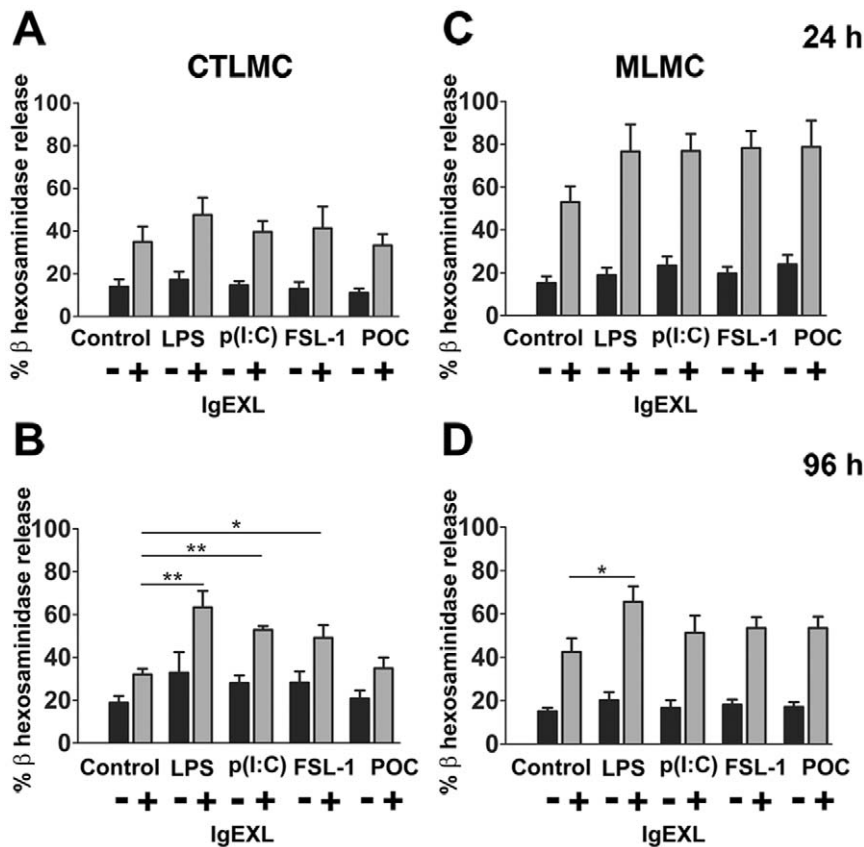 A
CTLMC
% β hexosaminidase release
100
80
60
40
20
0
Control LPS p(I:C) FSL-1 POC
- + - + - + - + - +
IgEXL
C
24 h
MLMC
% β hexosaminidase release
100
80
60
40
20
0
Control LPS p(I:C) FSL-1 POC
- + - + - + - + - +
IgEXL
B
% β hexosaminidase release
100
80
60
40
20
0
*
**
**
Control LPS p(I:C) FSL-1 POC
- + - + - + - + - +
IgEXL
D
96 h
% β hexosaminidase release
100
80
60
40
20
0
*
Control LPS p(I:C) FSL-1 POC
- + - + - + - + - +
IgEXL